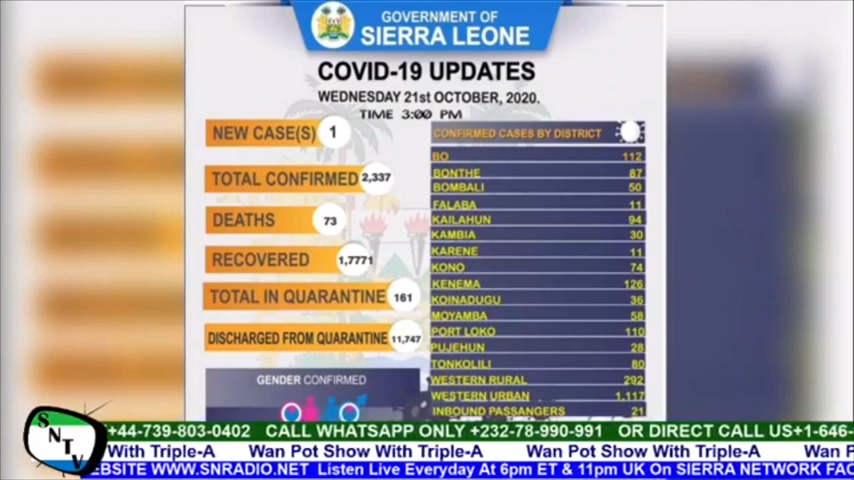 GOVERNMENT OF
SIERRA LEONE
COVID-19 UPDATES
WEDNESDAY 21st OCTOBER, 2020.
TIME 3:00 PM
NEW CASE(S) 1
TOTAL CONFIRMED 2,337
DEATHS 73
RECOVERED 1,7771
TOTAL IN QUARANTINE 161
DISCHARGED FROM QUARANTINE 11,747
GENDER CONFIRMED
CONFIRMED CASES BY DISTRICT
BO 112
BONTHE 87
BOMBALI 50
FALABA 11
KAILAHUN 94
KAMBIA 30
KARENE 11
KONO 74
KENEMA 126
KOINADUGU 36
MOYAMBA 58
PORT LOKO 110
PUJEHUN 28
TONKOLILI 80
WESTERN RURAL 292
WESTERN URBAN 1,117
INBOUND PASSANGERS 21
SNTV
+44-739-803-0402 CALL WHATSAPP ONLY +232-78-990-991 OR DIRECT CALL US+1-646-
With Triple-A Wan Pot Show With Triple-A Wan Pot Show With Triple-A
EBSITE WWW.SNRADIO.NET Listen Live Everyday At 6pm ET & 11pm UK On SIERRA NETWORK FAC